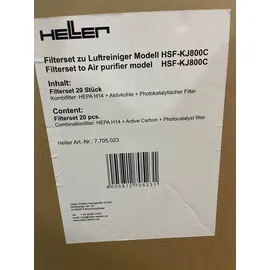 HELLER
Filterset zu Luftreiniger Modell HSF-KJ800C
Filterset to Air purifier model HSF-KJ800C
Inhalt:
Filterset 20 Stück
Kombifilter: HEPA H14 + Aktivkohle + Photokatalytischer Filter
Content:
Filterset 20 pcs.
Combinationfilter: HEPA H14 + Active Carbon + Photocatalyst filter
Heller Art.-Nr.: 7.705.023
4005812705231